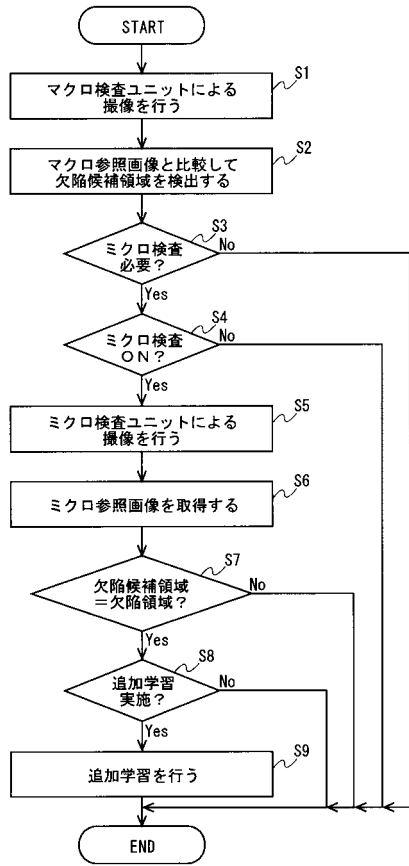 START
S1
マクロ検査ユニットによる
撮像を行う
S2
マクロ参照画像と比較して
欠陥候補領域を検出する
S3
ミクロ検査
必要?
No
Yes
S4
ミクロ検査
ON?
No
Yes
S5
ミクロ検査ユニットによる
撮像を行う
S6
ミクロ参照画像を取得する
S7
欠陥候補領域
=欠陥領域?
No
Yes
S8
追加学習
実施?
No
Yes
S9
追加学習を行う
END